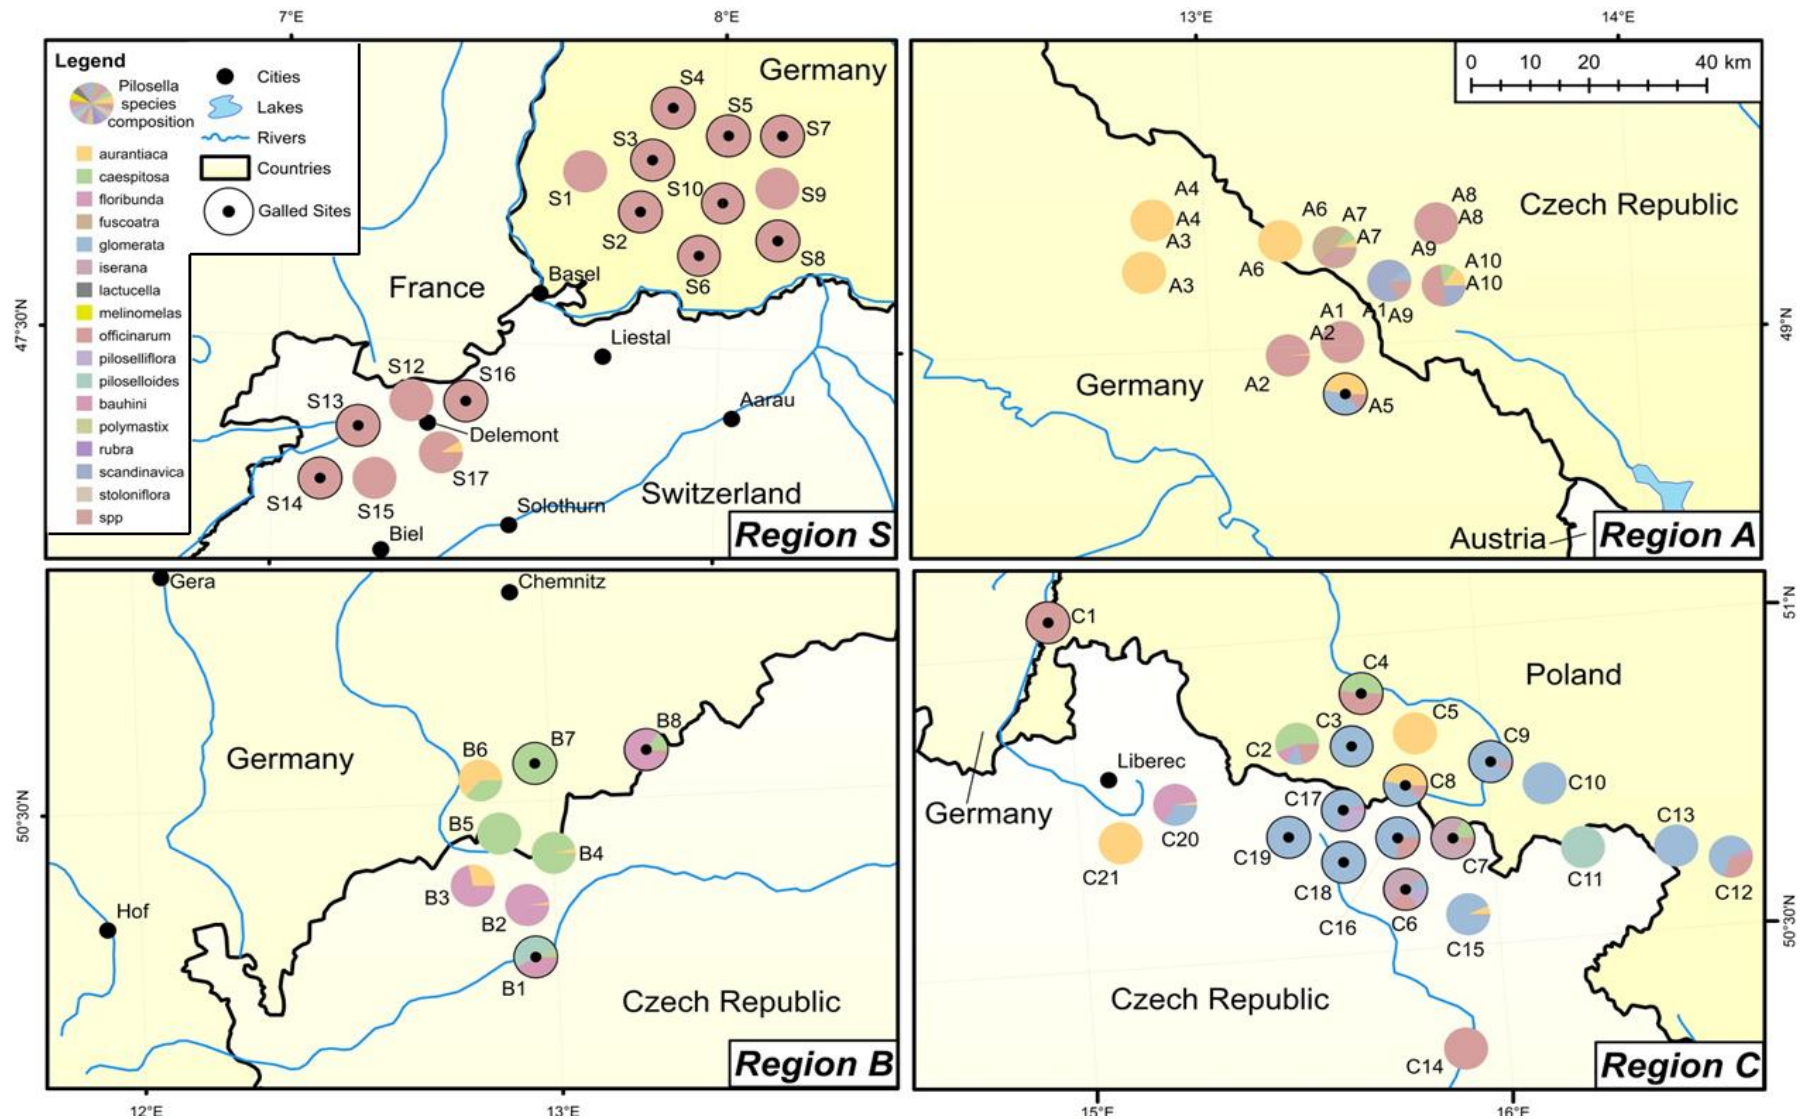 7°E
8°E
13°E
14°E
Legend
Pilosella
species
composition
Cities
Lakes
Rivers
Countries
Galled Sites
aurantiaca
caespitosa
floribunda
fuscoatra
glomerata
iserana
lactucella
melinomelas
officinarum
piloselliflora
piloselloides
bauhini
polymastix
rubra
scandinavica
stoloniflora
spp
47°30'N
Germany
S4
S5
S7
S3
S1
S10
S9
S2
S8
S6
Basel
France
Liestal
S12
S16
S13
Aarau
Delemont
S17
S14
S15
Switzerland
Solothurn
Biel
Region S
0 10 20 40 km
A4
A4
A3
A3
A6
A6
A7
A7
A8
A8
A9
A10
A10
Czech Republic
A1
A1
A9
A2
A2
Germany
A5
49°N
Austria
Region A
Gera
Chemnitz
Germany
B6
B7
B8
B5
B4
B3
B2
B1
Hof
Czech Republic
50°30'N
Region B
12°E
13°E
C1
51°N
C4
Poland
C5
C3
C2
C9
Liberec
C8
C10
Germany
C17
C20
C13
C19
C7
C21
C18
C11
C12
C16
C6
C15
50°30'N
Czech Republic
C14
Region C
15°E
16°E